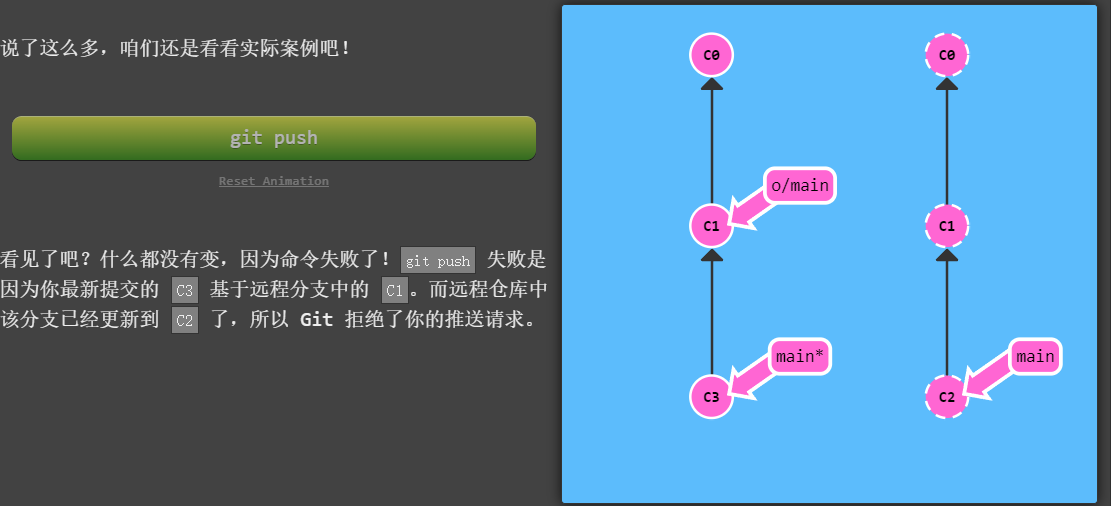 说了这么多，咱们还是看看实际案例吧！
git push
Reset Animation
看见了吧？什么都没有变，因为命令失败了！git push 失败是
因为你最新提交的 C3 基于远程分支中的 C1。而远程仓库中
该分支已经更新到 C2 了，所以 Git 拒绝了你的推送请求。
C0
C0
o/main
C1
C1
main*
main
C3
C2